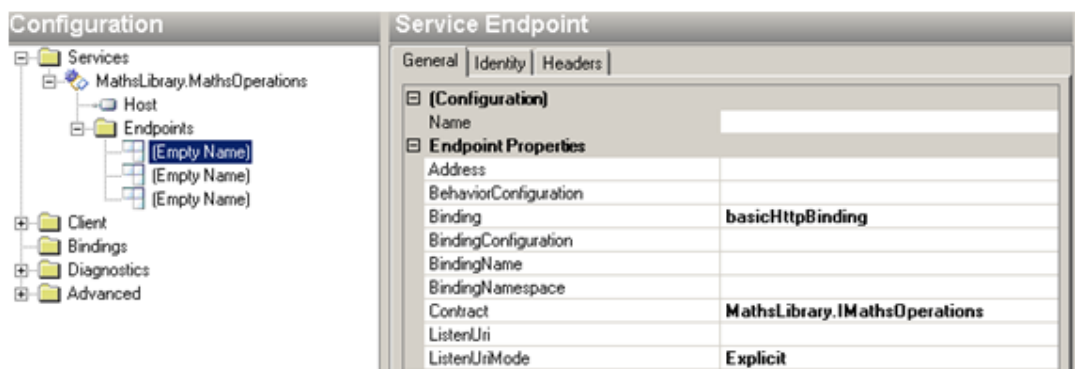 Configuration
Services
MathsLibrary.MathsOperations
Host
Endpoints
(Empty Name)
(Empty Name)
(Empty Name)
Client
Bindings
Diagnostics
Advanced
Service Endpoint
General Identity Headers
(Configuration)
Name
Endpoint Properties
Address
BehaviorConfiguration
Binding basicHttpBinding
BindingConfiguration
BindingName
BindingNamespace
Contract MathsLibrary.IMathsOperations
ListenUri
ListenUriMode Explicit